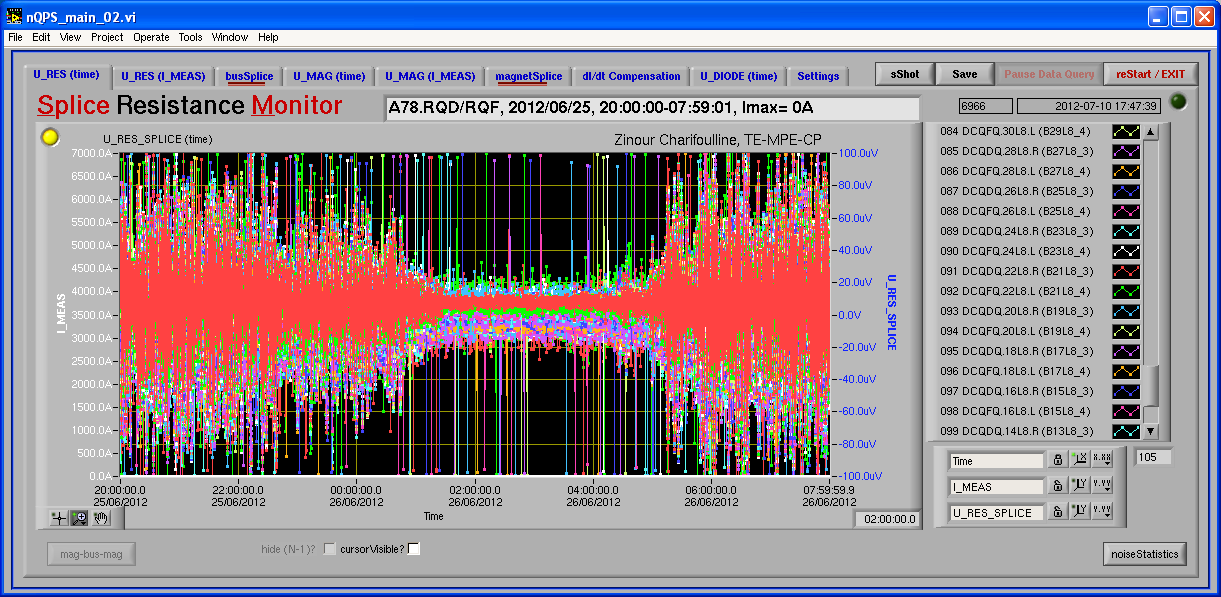 nQPS_main_02.vi
File Edit View Project Operate Tools Window Help
U_RES (time) U_RES (I_MEAS) busSplice U_MAG (time) U_MAG (I_MEAS) magnetSplice dI/dt Compensation U_DIODE (time) Settings sShot Save Pause Data Query reStart / EXIT
Splice Resistance Monitor A78.RQD/RQF, 2012/06/25, 20:00:00-07:59:01, Imax= 0A 6966 2012-07-10 17:47:39
U_RES_SPLICE (time) Zinour Charifoulline, TE-MPE-CP
7000.0A
6500.0A
6000.0A
5500.0A
5000.0A
4500.0A
4000.0A
3500.0A
3000.0A
2500.0A
2000.0A
1500.0A
1000.0A
500.0A
0.0A
I_MEAS
100.0uV
80.0uV
60.0uV
40.0uV
20.0uV
0.0V
-20.0uV
-40.0uV
-60.0uV
-80.0uV
-100.0uV
U_RES_SPLICE
20:00:00.0 22:00:00.0 00:00:00.0 02:00:00.0 04:00:00.0 06:00:00.0 07:59:59.9
25/06/2012 25/06/2012 26/06/2012 26/06/2012 26/06/2012 26/06/2012 26/06/2012
Time
02:00:00.0
084 DCQFQ.30L8.L (B29L8_4)
085 DCQDQ.28L8.R (B27L8_3)
086 DCQFQ.28L8.L (B27L8_4)
087 DCQDQ.26L8.R (B25L8_3)
088 DCQFQ.26L8.L (B25L8_4)
089 DCQDQ.24L8.R (B23L8_3)
090 DCQFQ.24L8.L (B23L8_4)
091 DCQDQ.22L8.R (B21L8_3)
092 DCQFQ.22L8.L (B21L8_4)
093 DCQDQ.20L8.R (B19L8_3)
094 DCQFQ.20L8.L (B19L8_4)
095 DCQDQ.18L8.R (B17L8_3)
096 DCQFQ.18L8.L (B17L8_4)
097 DCQDQ.16L8.R (B15L8_3)
098 DCQFQ.16L8.L (B15L8_4)
099 DCQDQ.14L8.R (B13L8_3)
105
Time X X.XX
I_MEAS Y Y.YY
U_RES_SPLICE Y Y.YY
mag-bus-mag hide (N-1)? cursorVisible? noiseStatistics